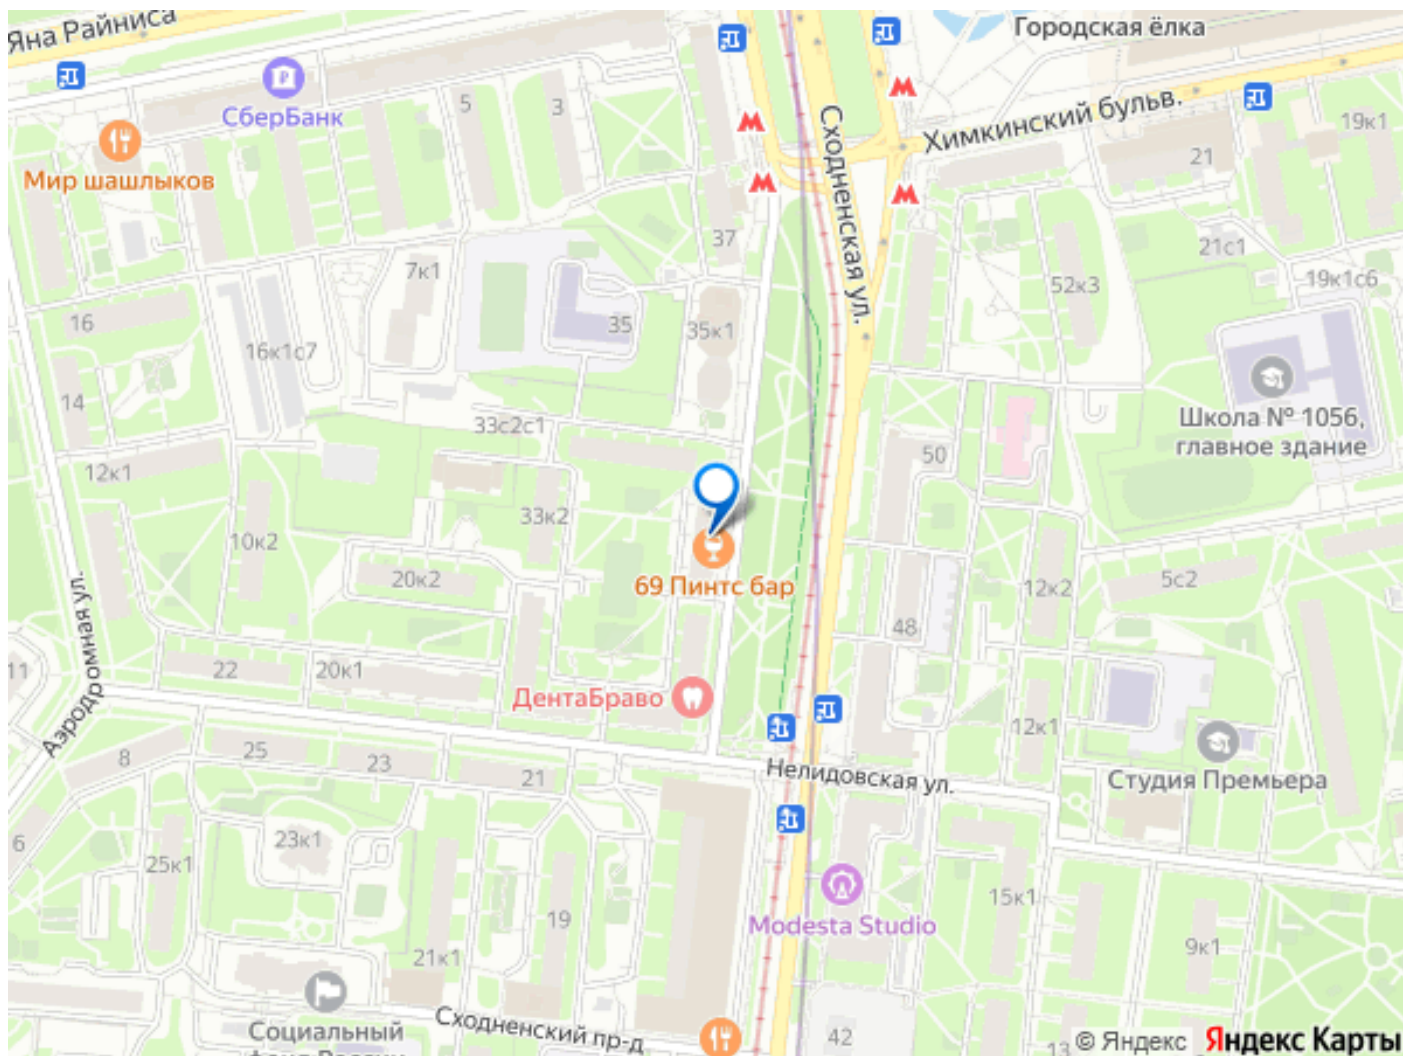 Яна Райниса
Городская ёлка
СберБанк
5
3
Сходненская ул.
Химкинский бульв.
19к1
21
Мир шашлыков
37
21с1
7к1
52к3
19к1с6
16
35
35к1
16к1с7
14
Школа № 1056,
главное здание
33с2с1
50
12к1
33к2
10к2
20к2
69 Пинтс бар
12к2
5с2
Аэродромная ул.
48
11
22
20к1
ДентаБраво
12к1
8
25
23
21
Нелидовская ул.
Студия Премьера
6
23к1
25к1
19
15к1
Modesta Studio
21к1
9к1
Социальный
фонд России
Сходненский пр-д
42
13
© Яндекс
Яндекс Карты